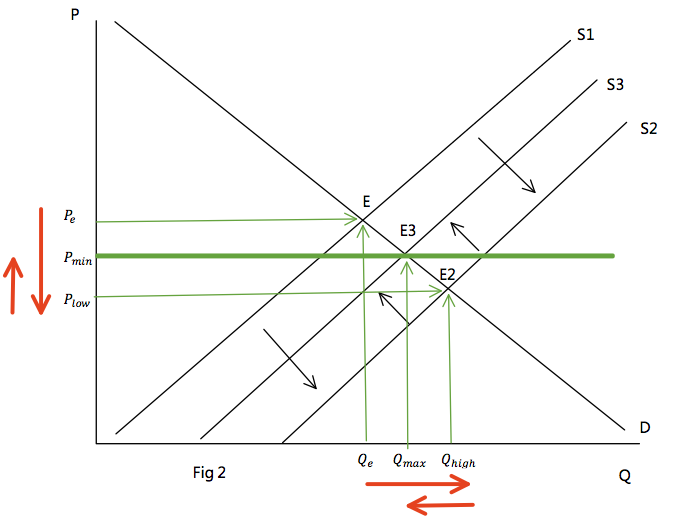 P
S1
S3
S2
P_e
E
E3
P_min
E2
P_low
D
Q_e
Q_max
Q_high
Fig 2
Q